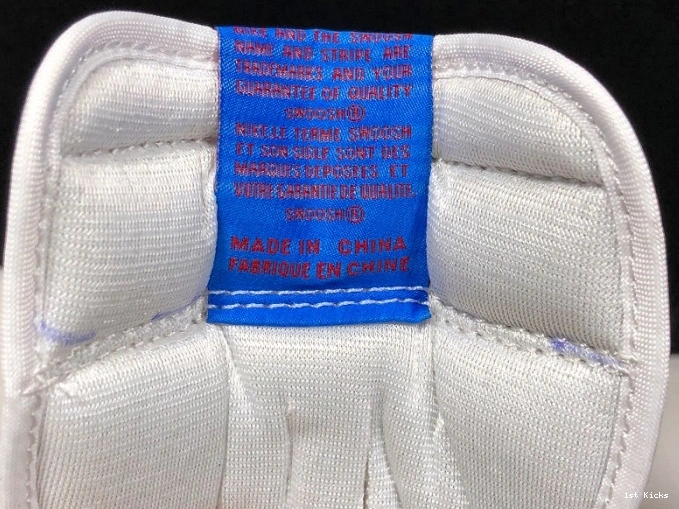 NIKE AND THE SWOOSH
NAME AND STRIPE ARE
TRADEMARKS AND YOUR
GUARANTEE OF QUALITY
SWOOSH®
NIKE.LE TERME SWOOSH
ET SON SIGLE SONT DES
MARQUES DEPOSEES ET
VOTRE GARANTIE DE QUALITE.
SWOOSH®
MADE IN CHINA
FABRIQUE EN CHINE
1st Kicks